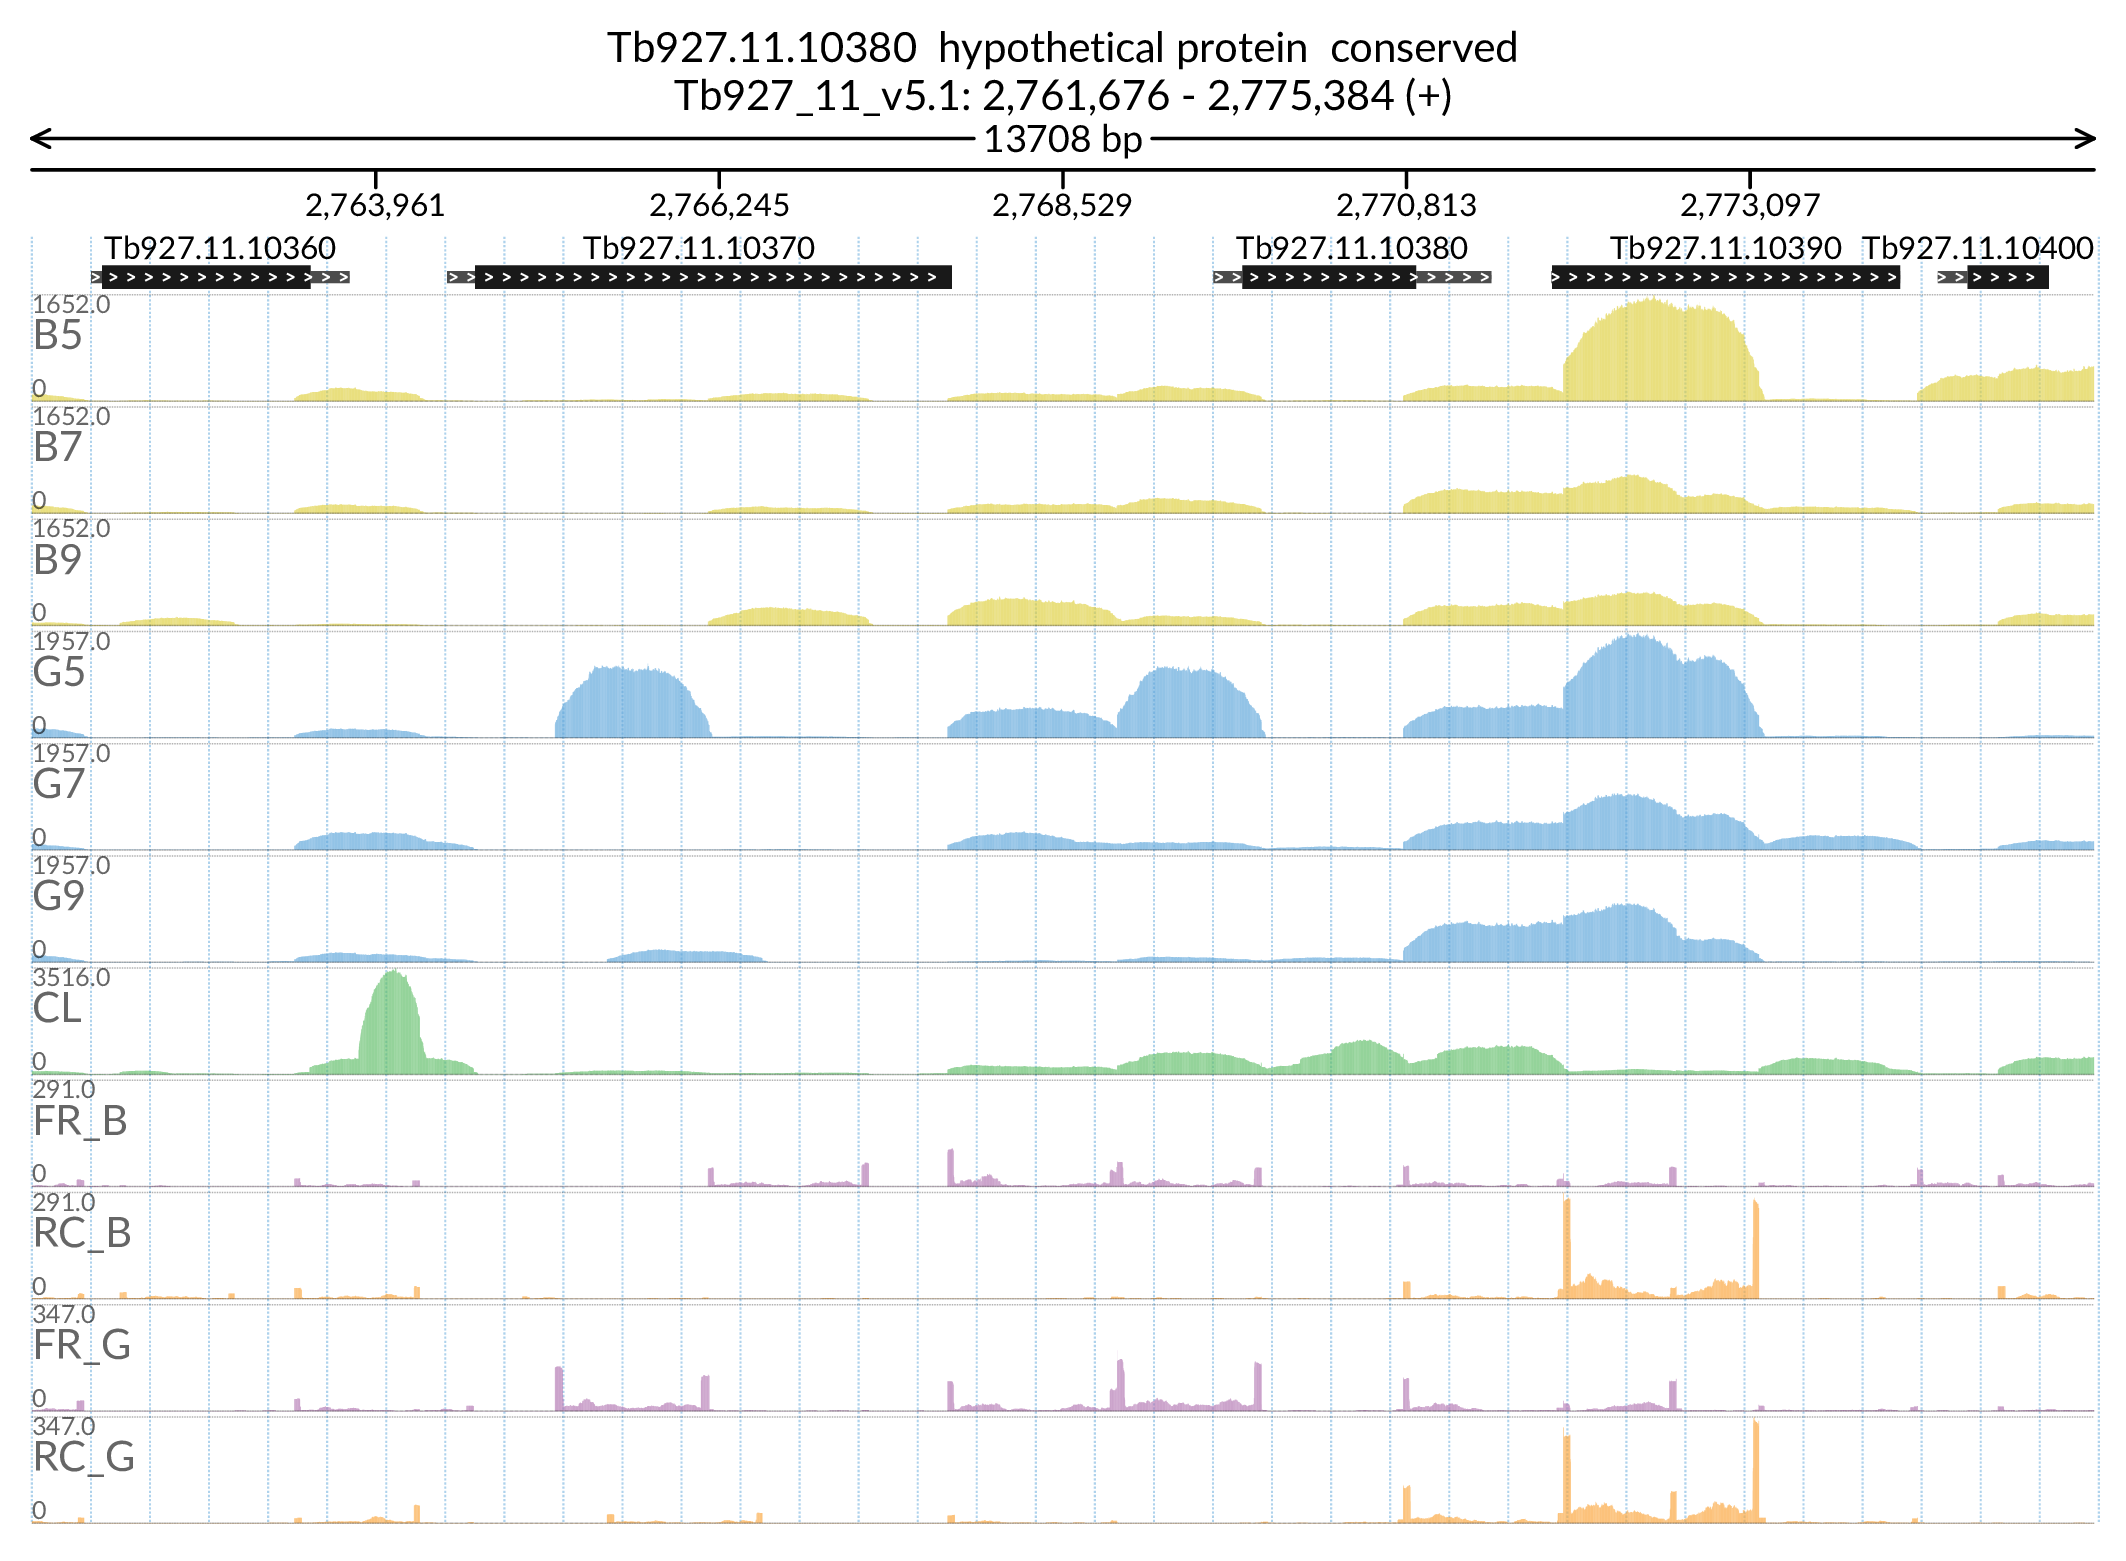 Tb927.11.10380 hypothetical protein conserved
Tb927_11_v5.1: 2,761,676 - 2,775,384 (+)
13708 bp
2,763,961 2,766,245 2,768,529 2,770,813 2,773,097
Tb927.11.10360 Tb927.11.10370 Tb927.11.10380 Tb927.11.10390 Tb927.11.10400
1652.0
B5
0
1652.0
B7
0
1652.0
B9
0
1957.0
G5
0
1957.0
G7
0
1957.0
G9
0
3516.0
CL
0
291.0
FR_B
0
291.0
RC_B
0
347.0
FR_G
0
347.0
RC_G
0